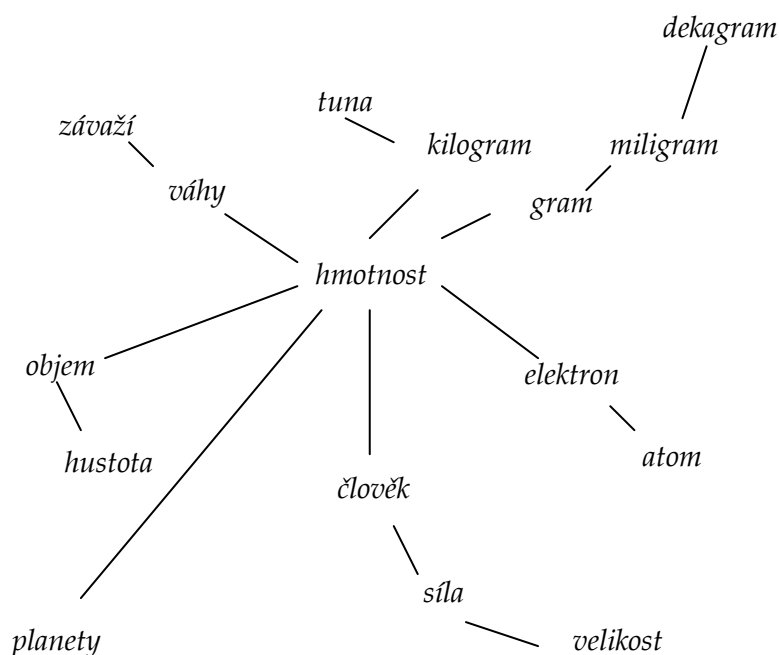 dekagram
tuna
závaží
kilogram
miligram
váhy
gram
hmotnost
objem
elektron
hustota
atom
člověk
síla
planety
velikost